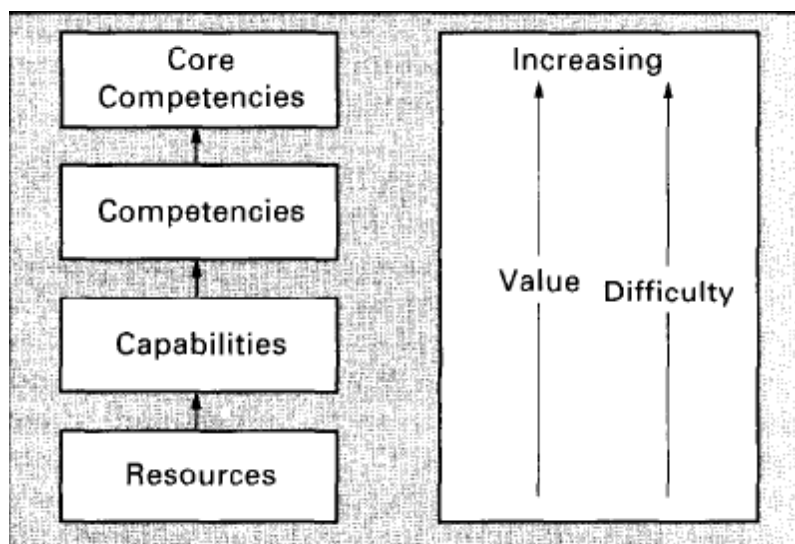 Core
Competencies
Competencies
Capabilities
Resources
Increasing
Value
Difficulty